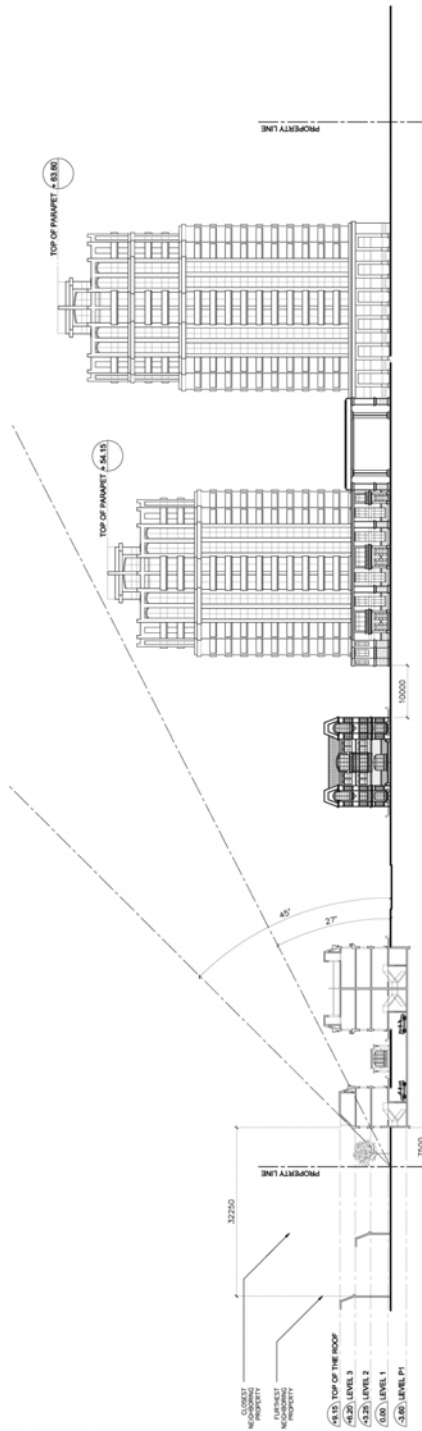 CLOSEST
NEIGHBORING
PROPERTY
FURTHEST
NEIGHBORING
PROPERTY
+9.15 TOP OF THE ROOF
+6.25 LEVEL 3
+3.25 LEVEL 2
0.00 LEVEL 1
-3.60 LEVEL P1
32250
PROPERTY LINE
7500
45°
27°
10000
TOP OF PARAPET + 54.15
TOP OF PARAPET + 63.60
PROPERTY LINE